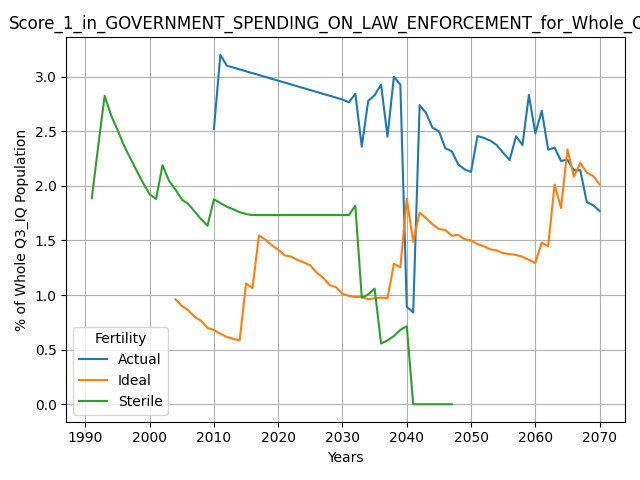 Score_1_in_GOVERNMENT_SPENDING_ON_LAW_ENFORCEMENT_for_Whole_Q
% of Whole Q3_IQ Population
3.0
2.5
2.0
1.5
1.0
0.5
0.0
Fertility
Actual
Ideal
Sterile
1990 2000 2010 2020 2030 2040 2050 2060 2070
Years